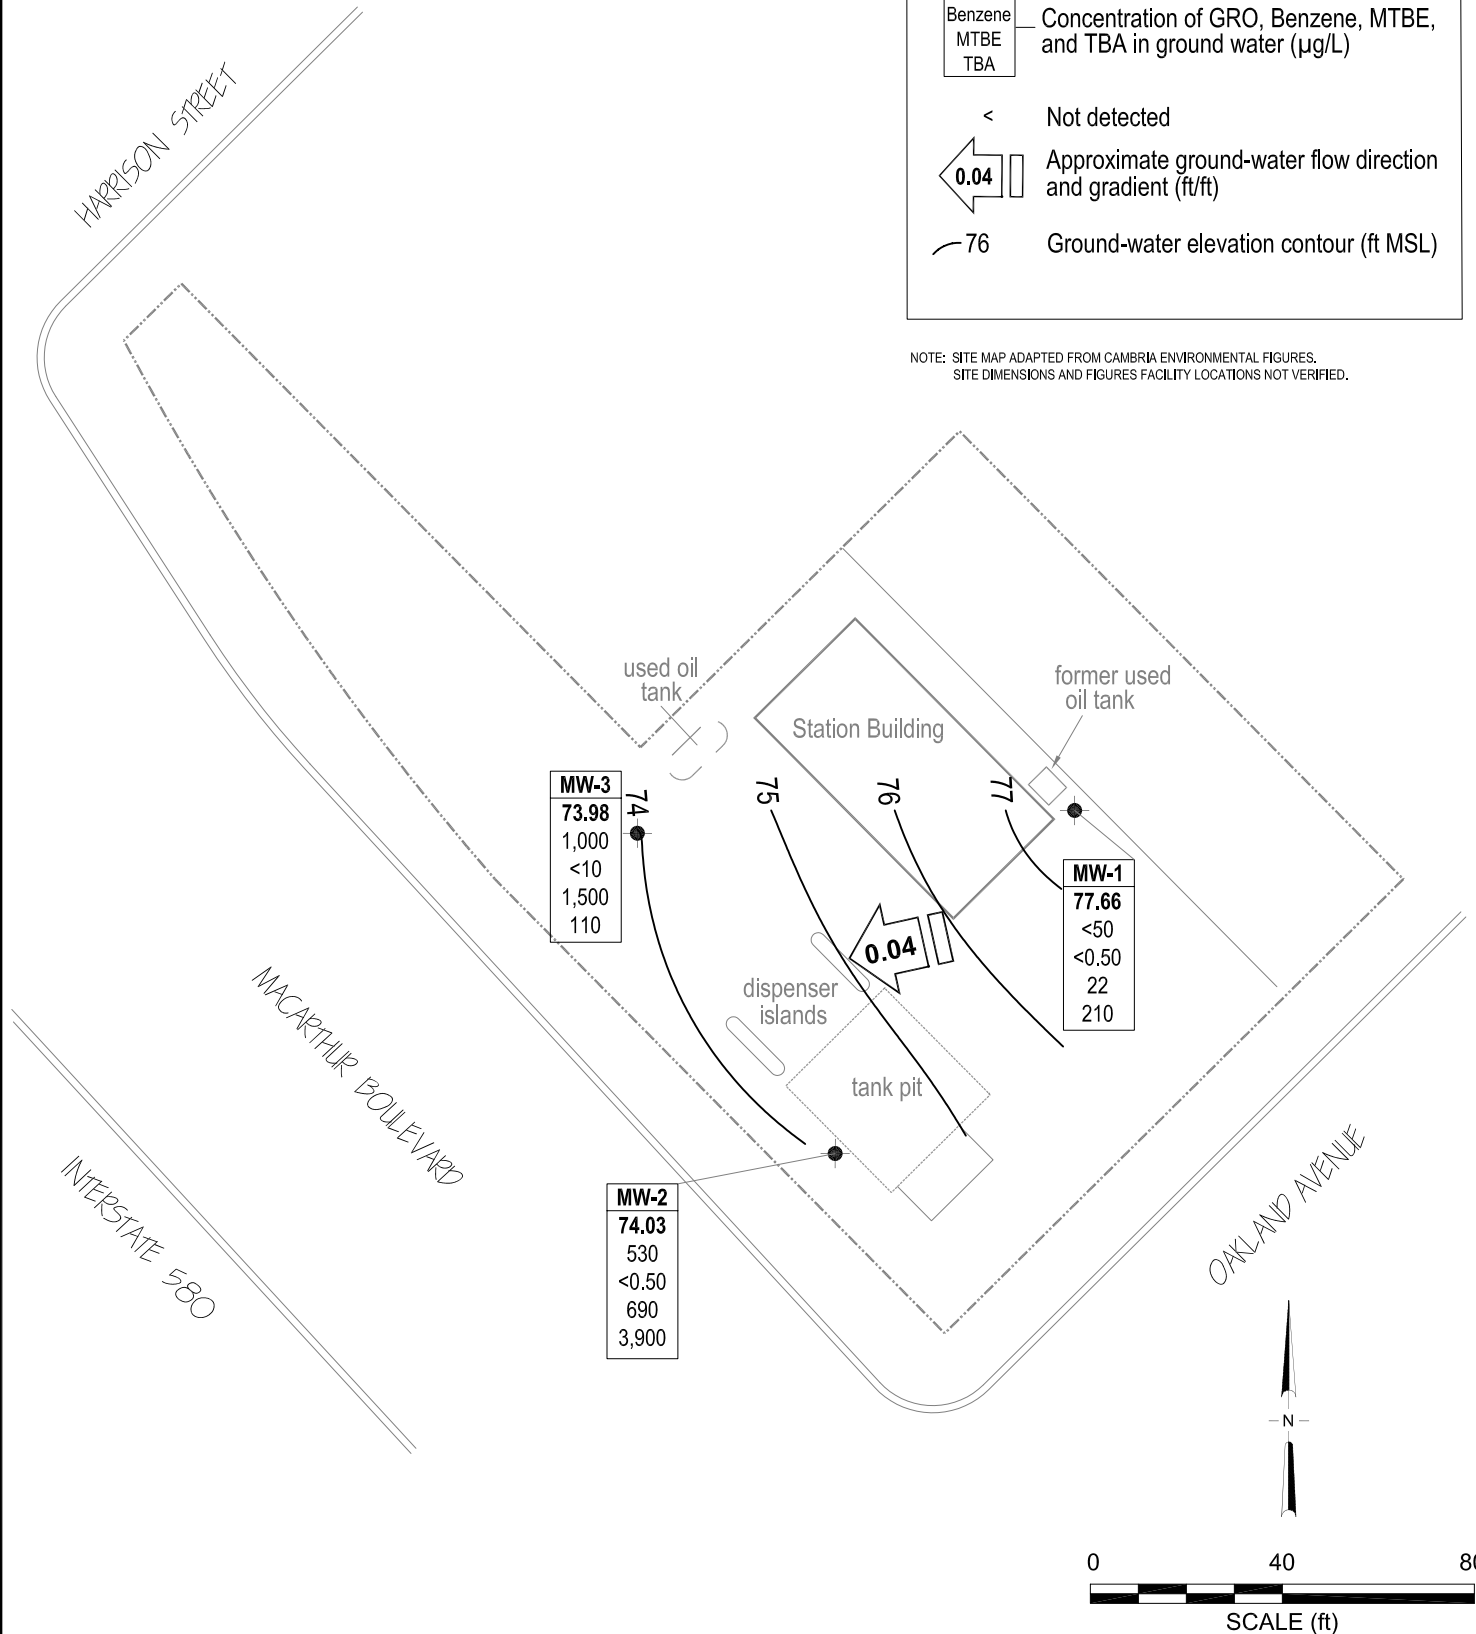 Benzene
MTBE
TBA
Concentration of GRO, Benzene, MTBE,
and TBA in ground water (µg/L)
<
Not detected
0.04
Approximate ground-water flow direction
and gradient (ft/ft)
76
Ground-water elevation contour (ft MSL)
NOTE: SITE MAP ADAPTED FROM CAMBRIA ENVIRONMENTAL FIGURES.
SITE DIMENSIONS AND FIGURES FACILITY LOCATIONS NOT VERIFIED.
HARRISON STREET
used oil
tank
former used
oil tank
Station Building
MW-3
73.98
1,000
<10
1,500
110
74
75
76
77
MW-1
77.66
<50
<0.50
22
210
0.04
dispenser
islands
tank pit
MACARTHUR BOULEVARD
INTERSTATE 580
MW-2
74.03
530
<0.50
690
3,900
OAKLAND AVENUE
N
0
40
SCALE (ft)